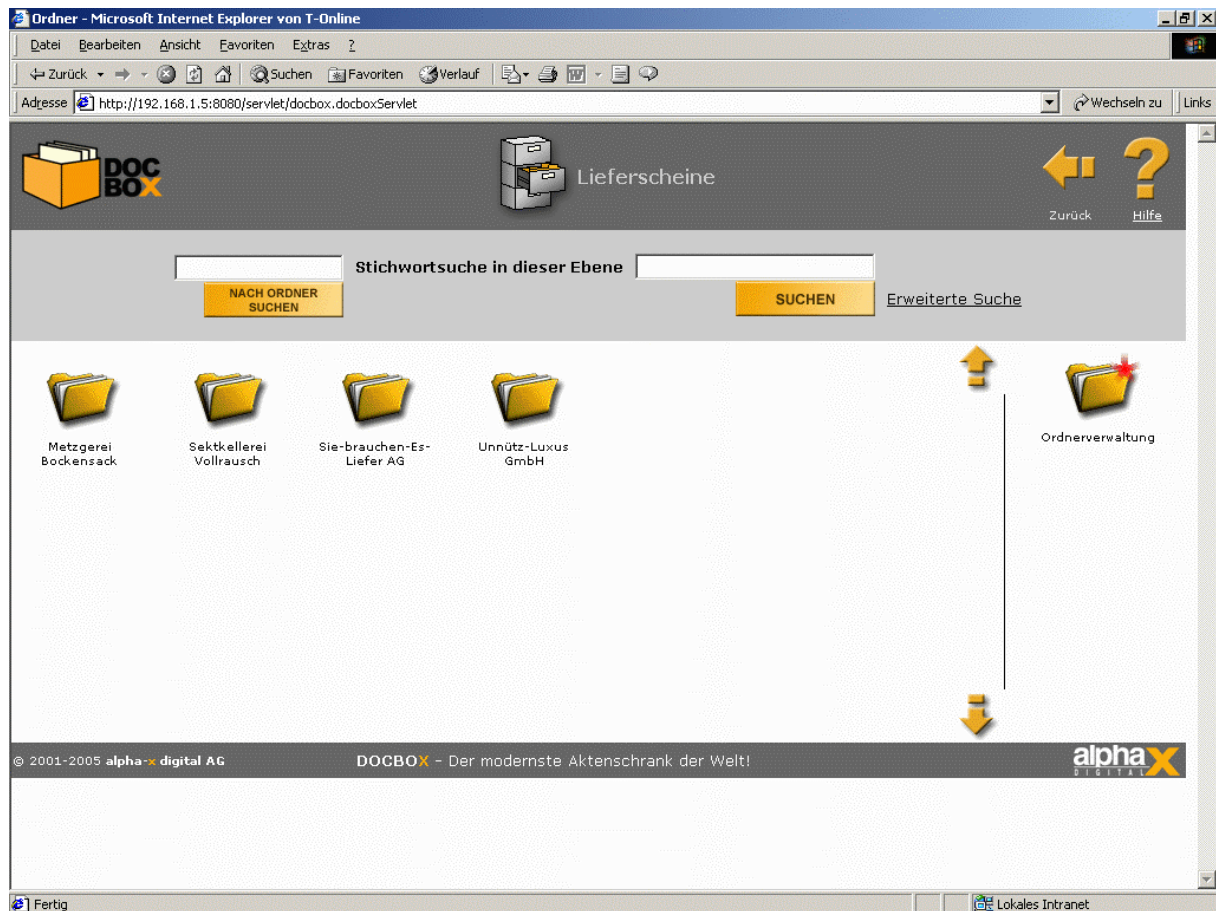 Ordner - Microsoft Internet Explorer von T-Online
Datei Bearbeiten Ansicht Favoriten Extras ?
Zurück Suchen Favoriten Verlauf
Adresse http://192.168.1.5:8080/servlet/docbox.docboxServlet Wechseln zu Links
DOC
BOX
Lieferscheine
Zurück Hilfe
Stichwortsuche in dieser Ebene
NACH ORDNER
SUCHEN
SUCHEN
Erweiterte Suche
Metzgerei
Bockensack
Sektkellerei
Vollrausch
Sie-brauchen-Es-
Liefer AG
Unnütz-Luxus
GmbH
Ordnerverwaltung
© 2001-2005 alpha-x digital AG
DOCBOX - Der modernste Aktenschrank der Welt!
alpha X
DIGITAL
Fertig
Lokales Intranet